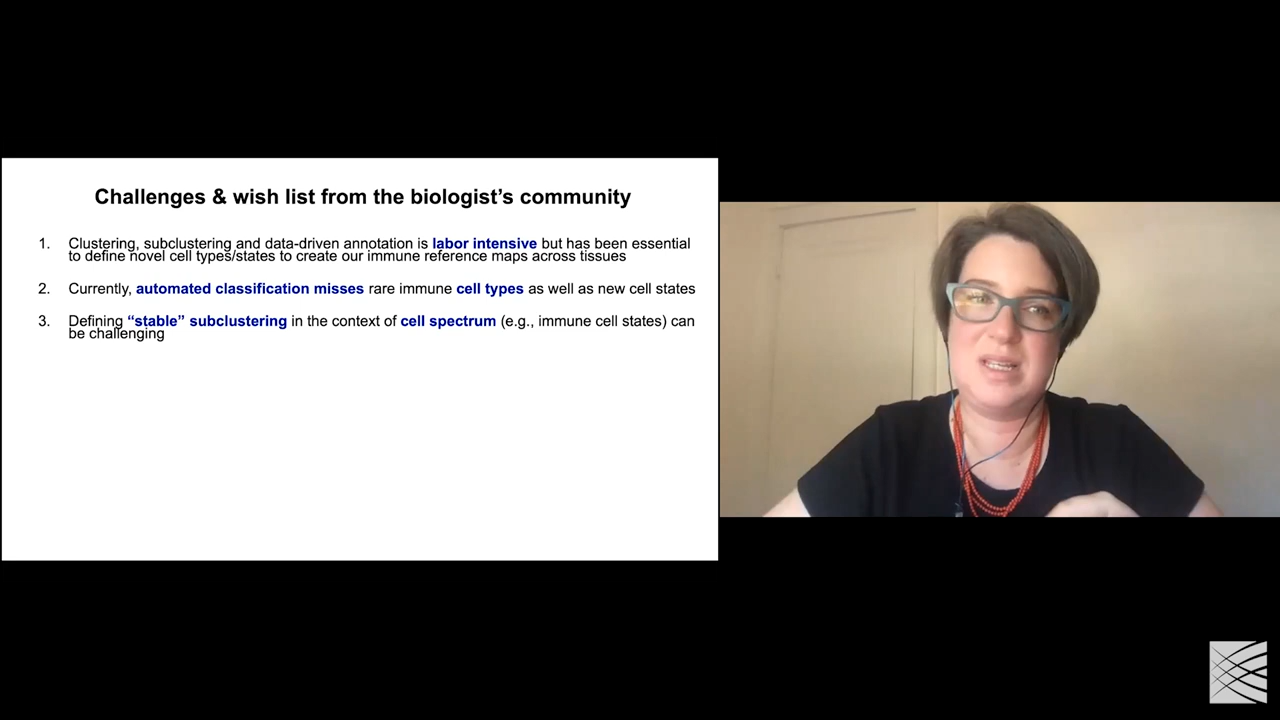 Challenges & wish list from the biologist’s community
1. Clustering, subclustering and data-driven annotation is labor intensive but has been essential
to define novel cell types/states to create our immune reference maps across tissues
2. Currently, automated classification misses rare immune cell types as well as new cell states
3. Defining “stable” subclustering in the context of cell spectrum (e.g., immune cell states) can
be challenging